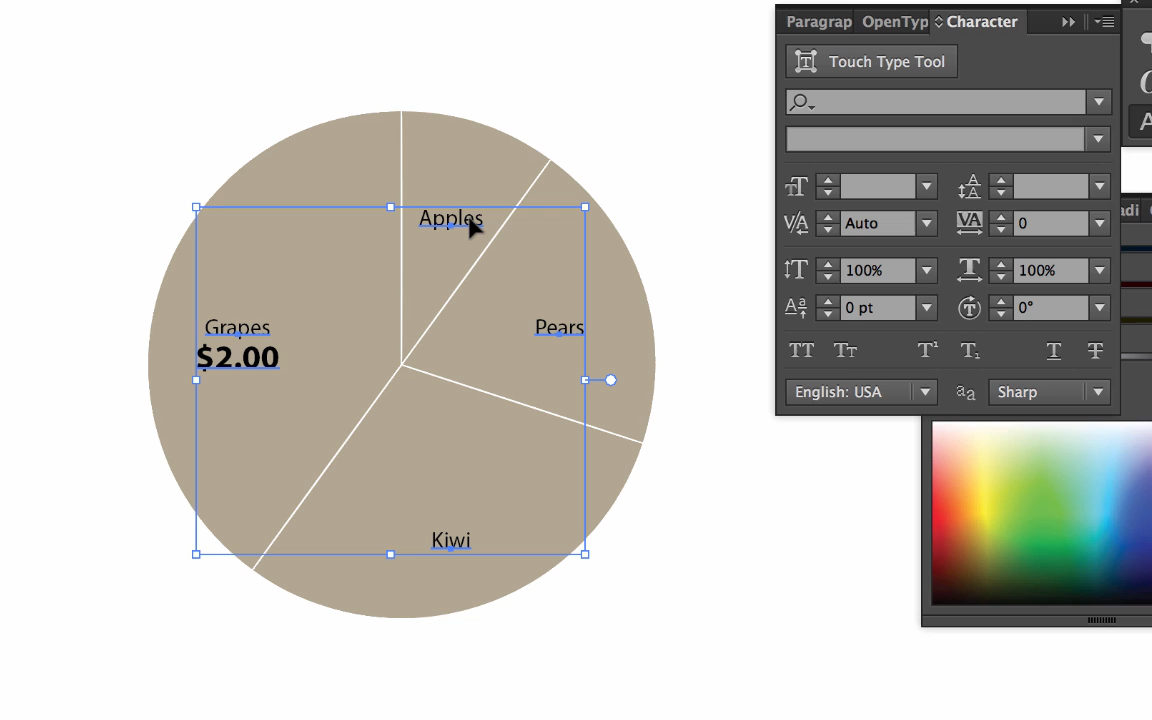 Apples
Grapes
$2.00
Pears
Kiwi
Paragrap
OpenTyp
Character
Touch Type Tool
Auto
0
100%
100%
0 pt
0°
English: USA
Sharp